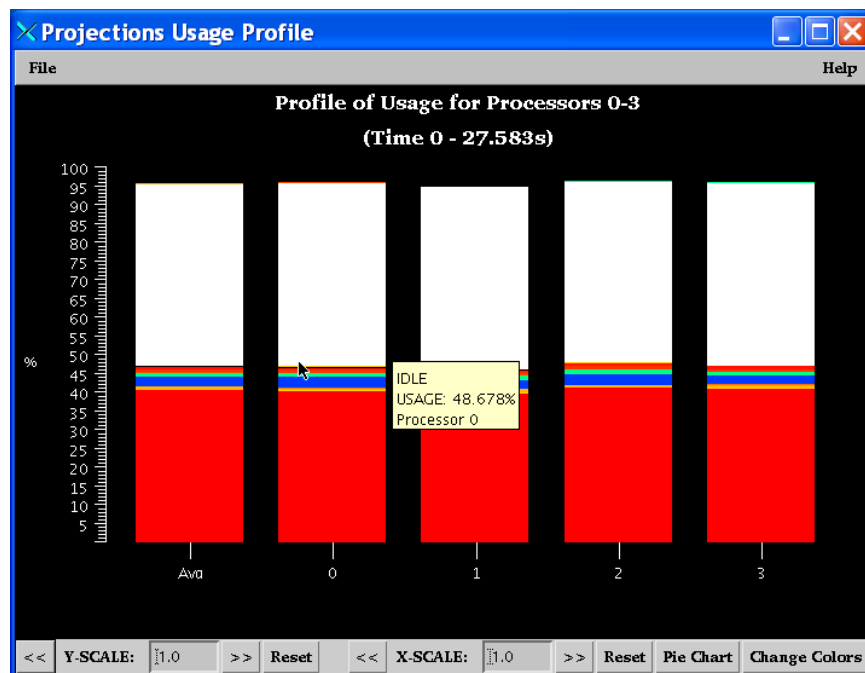 Projections Usage Profile
File Help
Profile of Usage for Processors 0-3
(Time 0 - 27.583s)
100
95
90
85
80
75
70
65
60
55
50
45
40
35
30
25
20
15
10
5
%
IDLE
USAGE: 48.678%
Processor 0
Avg 0 1 2 3
<< Y-SCALE: 1.0 >> Reset << X-SCALE: 1.0 >> Reset Pie Chart Change Colors